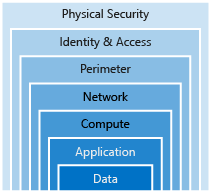 Physical Security
Identity & Access
Perimeter
Network
Compute
Application
Data